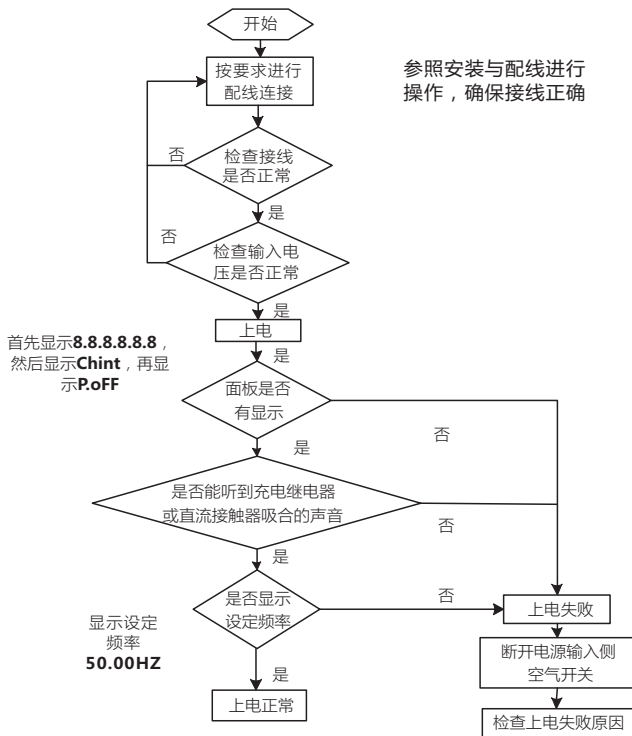 开始
按要求进行
配线连接
参照安装与配线进行
操作，确保接线正确
否
检查接线
是否正常
是
否
检查输入电
压是否正常
是
上电
首先显示8.8.8.8.8.8，
然后显示Chint，再显
示P.oFF
是
面板是否
有显示
否
是
是否能听到充电继电器
或直流接触器吸合的声音
否
是
是否显示
设定频率
否
上电失败
显示设定
频率
50.00HZ
断开电源输入侧
空气开关
是
上电正常
检查上电失败原因